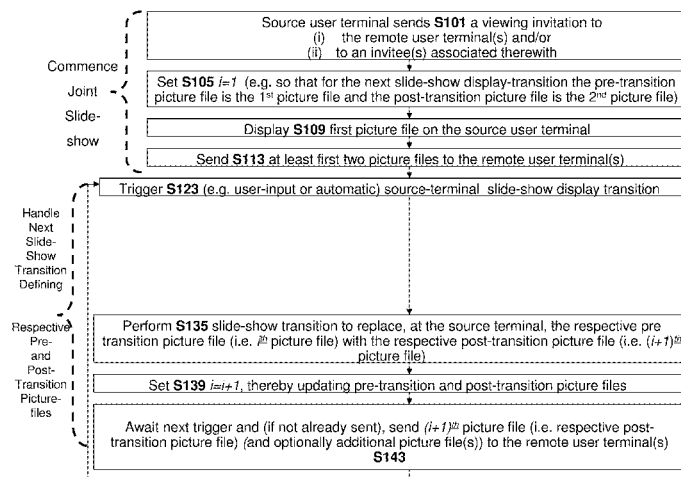 Source user terminal sends S101 a viewing invitation to
(i) the remote user terminal(s) and/or
(ii) to an invitee(s) associated therewith
Commence
Joint
Slide-
show
Set S105 i=1 (e.g. so that for the next slide-show display-transition the pre-transition
picture file is the 1st picture file and the post-transition picture file is the 2nd picture file)
Display S109 first picture file on the source user terminal
Send S113 at least first two picture files to the remote user terminal(s)
Trigger S123 (e.g. user-input or automatic) source-terminal slide-show display transition
Handle
Next
Slide-
Show
Transition
Defining
Respective
Pre-
and
Post-
Transition
Picture-
files
Perform S135 slide-show transition to replace, at the source terminal, the respective pre
transition picture file (i.e. ith picture file) with the respective post-transition picture file (i.e. (i+1)th
picture file)
Set S139 i=i+1, thereby updating pre-transition and post-transition picture files
Await next trigger and (if not already sent), send (i+1)th picture file (i.e. respective post-
transition picture file) (and optionally additional picture file(s)) to the remote user terminal(s)
S143